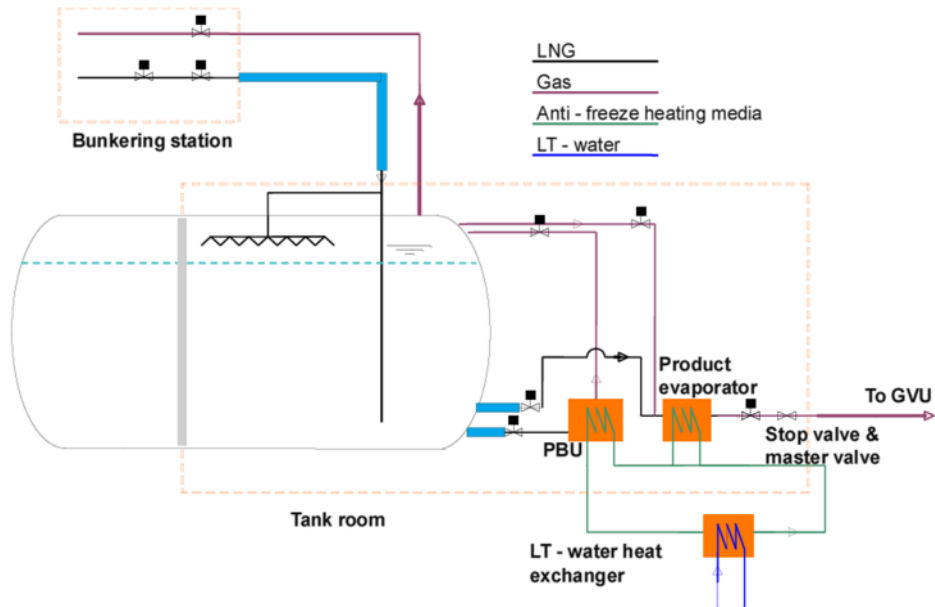 LNG
Gas
Anti - freeze heating media
LT - water
Bunkering station
Product
evaporator
To GVU
PBU
Stop valve &
master valve
Tank room
LT - water heat
exchanger